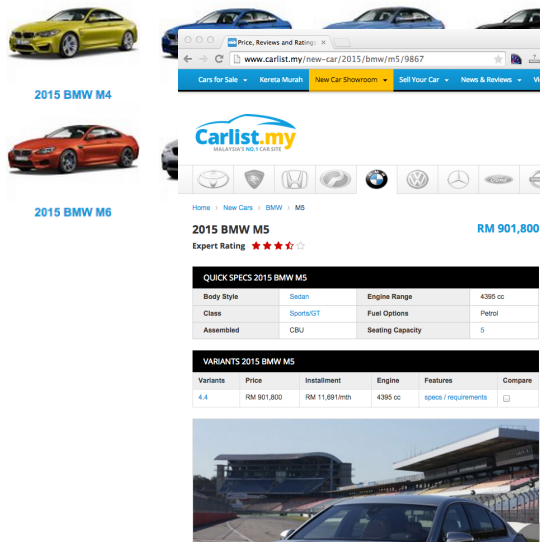 2015 BMW M4
2015 BMW M6
Price, Reviews and Ratings
www.carlist.my/new-car/2015/bmw/m5/9867
Cars for Sale Kereta Murah New Car Showroom Sell Your Car News & Reviews
Carlist.my
MALAYSIA'S NO.1 CAR SITE
Ford
Home > New Cars > BMW > M5
2015 BMW M5 RM 901,800
Expert Rating
QUICK SPECS 2015 BMW M5
Body Style Sedan Engine Range 4395 cc
Class Sports/GT Fuel Options Petrol
Assembled CBU Seating Capacity 5
VARIANTS 2015 BMW M5
Variants Price Installment Engine Features Compare
4.4 RM 901,800 RM 11,691/mth 4395 cc specs / requirements